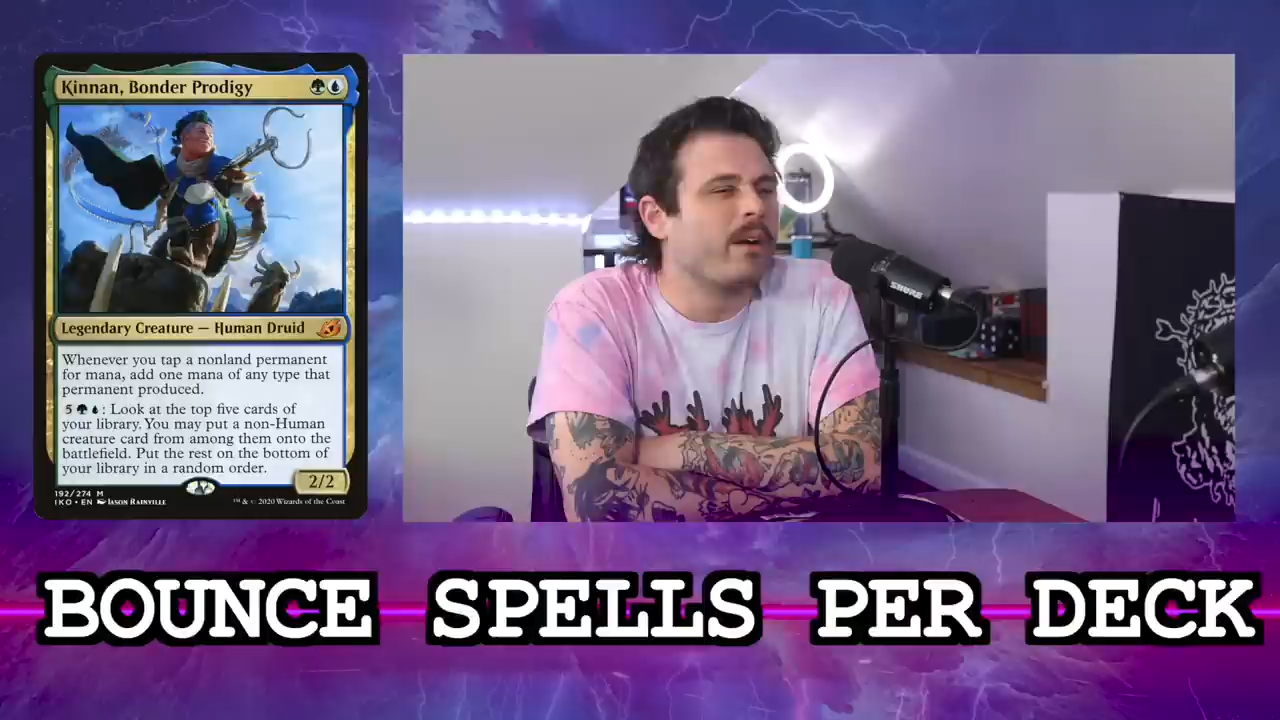 Kinnan, Bonder Prodigy
Legendary Creature — Human Druid
Whenever you tap a nonland permanent
for mana, add one mana of any type that
permanent produced.
5 : Look at the top five cards of
your library. You may put a non-Human
creature card from among them onto the
battlefield. Put the rest on the bottom of
your library in a random order.
2/2
192/274 M
IKO • EN Jason Rainville
™ & © 2020 Wizards of the Coast
SHURE
BOUNCE SPELLS PER DECK